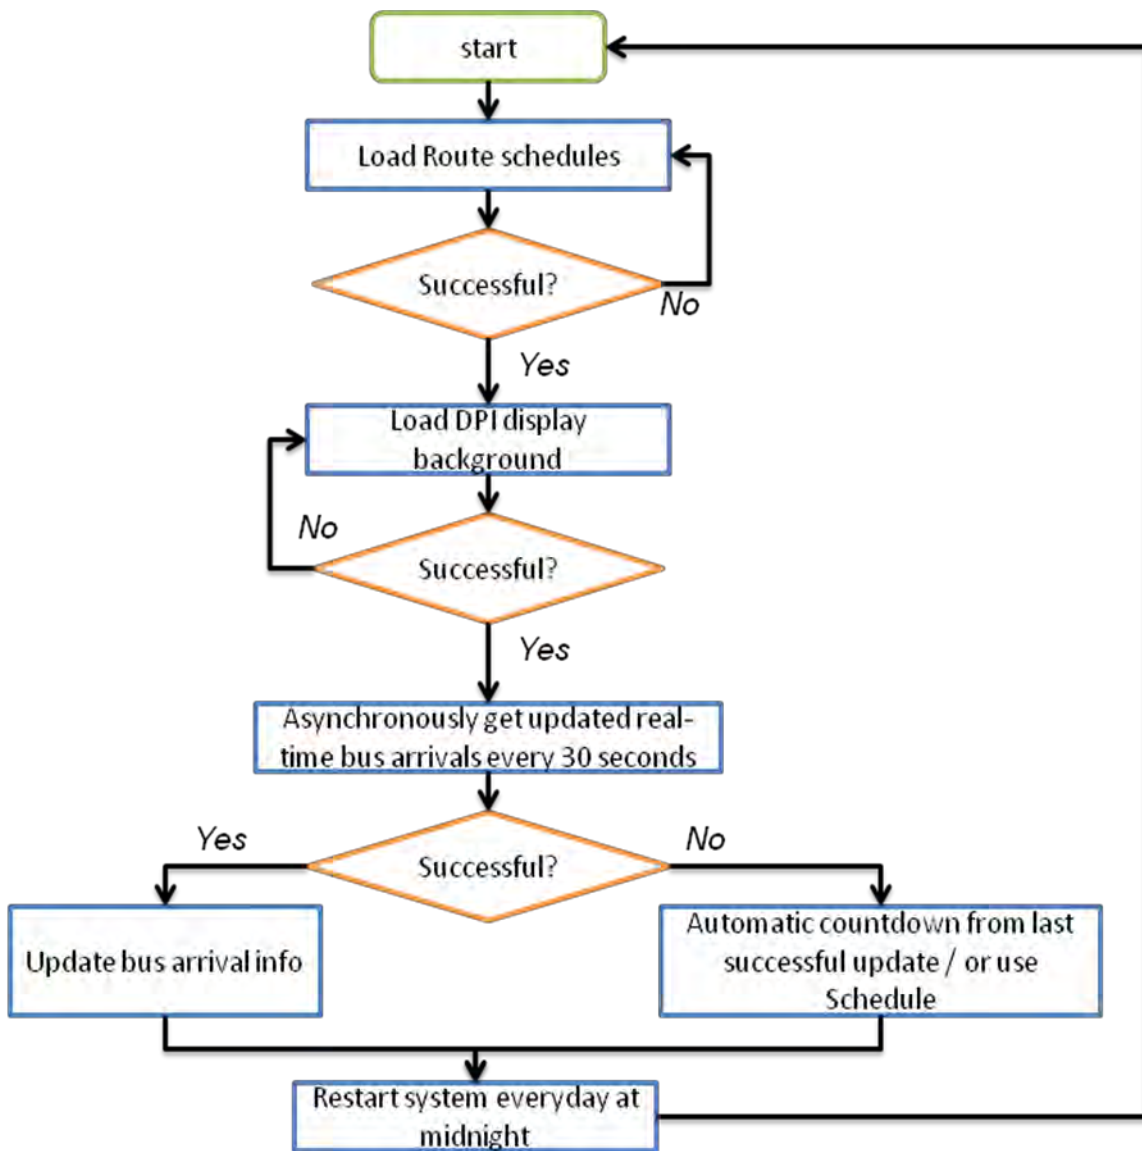 start
Load Route schedules
Successful?
No
Yes
Load DPI display
background
No
Successful?
Yes
Asynchronously get updated real-
time bus arrivals every 30 seconds
Yes
No
Successful?
Automatic countdown from last
successful update / or use
Schedule
Update bus arrival info
Restart system everyday at
midnight